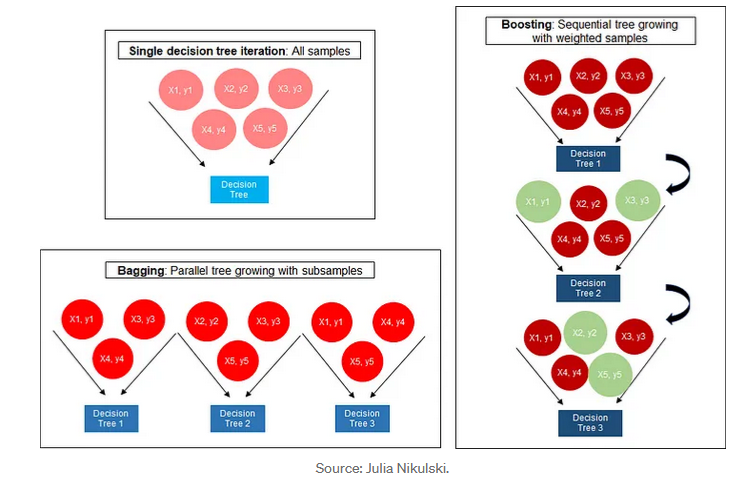 Single decision tree iteration: All samples
X1, y1
X2, y2
X3, y3
X4, y4
X5, y5
Decision
Tree
Bagging: Parallel tree growing with subsamples
X1, y1
X3, y3
X4, y4
X2, y2
X3, y3
X5, y5
X1, y1
X4, y4
X5, y5
Decision
Tree 1
Decision
Tree 2
Decision
Tree 3
Boosting: Sequential tree growing
with weighted samples
X1, y1
X2, y2
X3, y3
X4, y4
X5, y5
Decision
Tree 1
X1, y1
X2, y2
X3, y3
X4, y4
X5, y5
Decision
Tree 2
X1, y1
X2, y2
X3, y3
X4, y4
X5, y5
Decision
Tree 3
Source: Julia Nikulski.